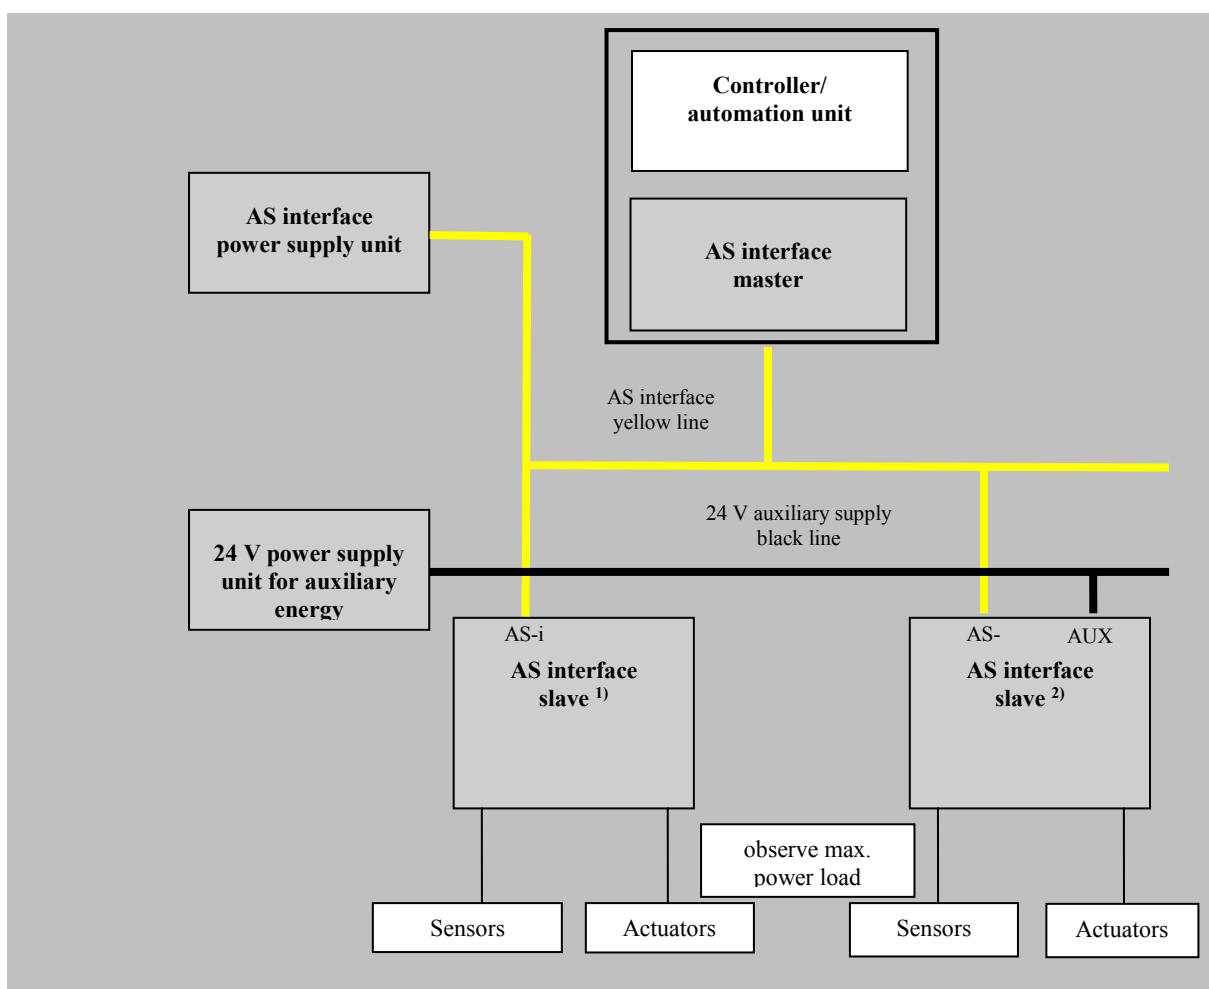 Controller/
automation unit
AS interface
power supply unit
AS interface
master
AS interface
yellow line
24 V auxiliary supply
black line
24 V power supply
unit for auxiliary
energy
AS-i
AS interface
slave 1)
AS-
AUX
AS interface
slave 2)
observe max.
power load
Sensors
Actuators
Sensors
Actuators